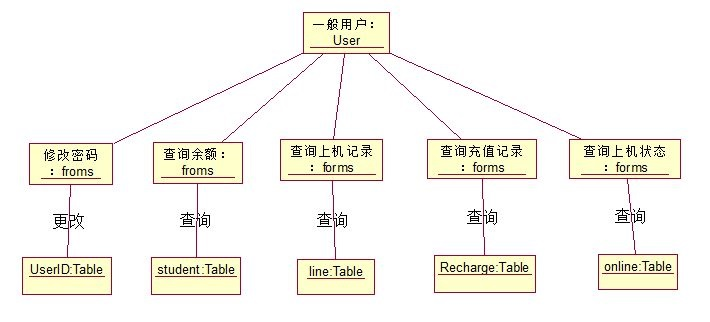 一般用户：
User
修改密码
：froms
查询余额：
froms
查询上机记录
：forms
查询充值记录
：forms
查询上机状态
：forms
更改
查询
查询
查询
查询
UserID:Table
student:Table
line:Table
Recharge:Table
online:Table